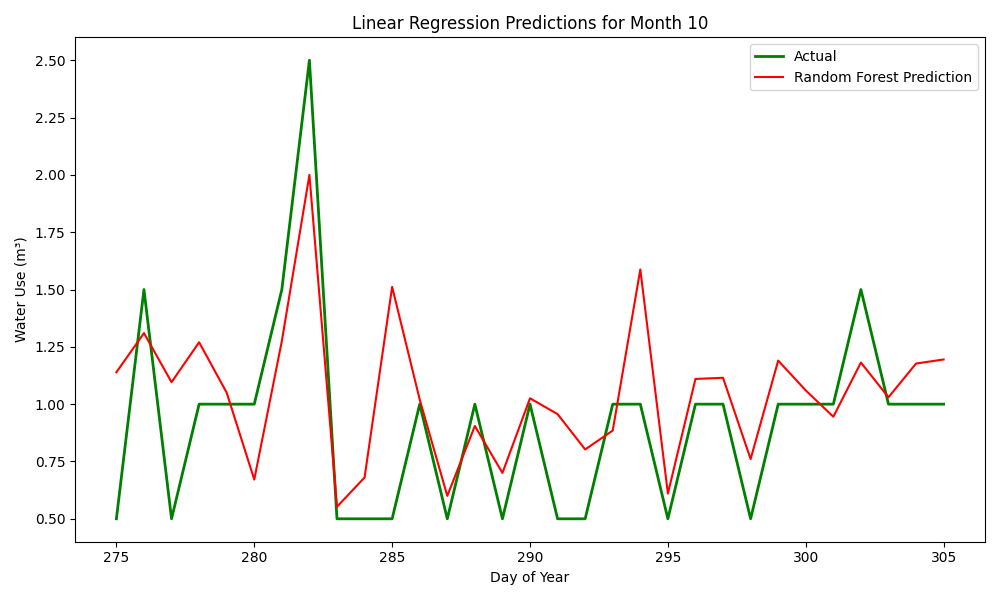 Linear Regression Predictions for Month 10
Actual
Random Forest Prediction
Water Use (m³)
2.50
2.25
2.00
1.75
1.50
1.25
1.00
0.75
0.50
275 280 285 290 295 300 305
Day of Year